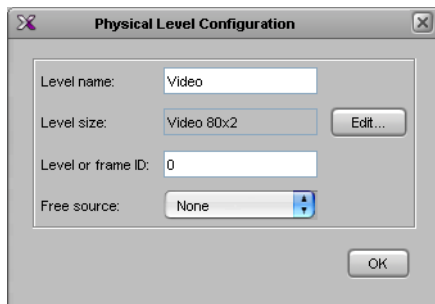 Physical Level Configuration
Level name: Video
Level size: Video 80x2 Edit...
Level or frame ID: 0
Free source: None
OK